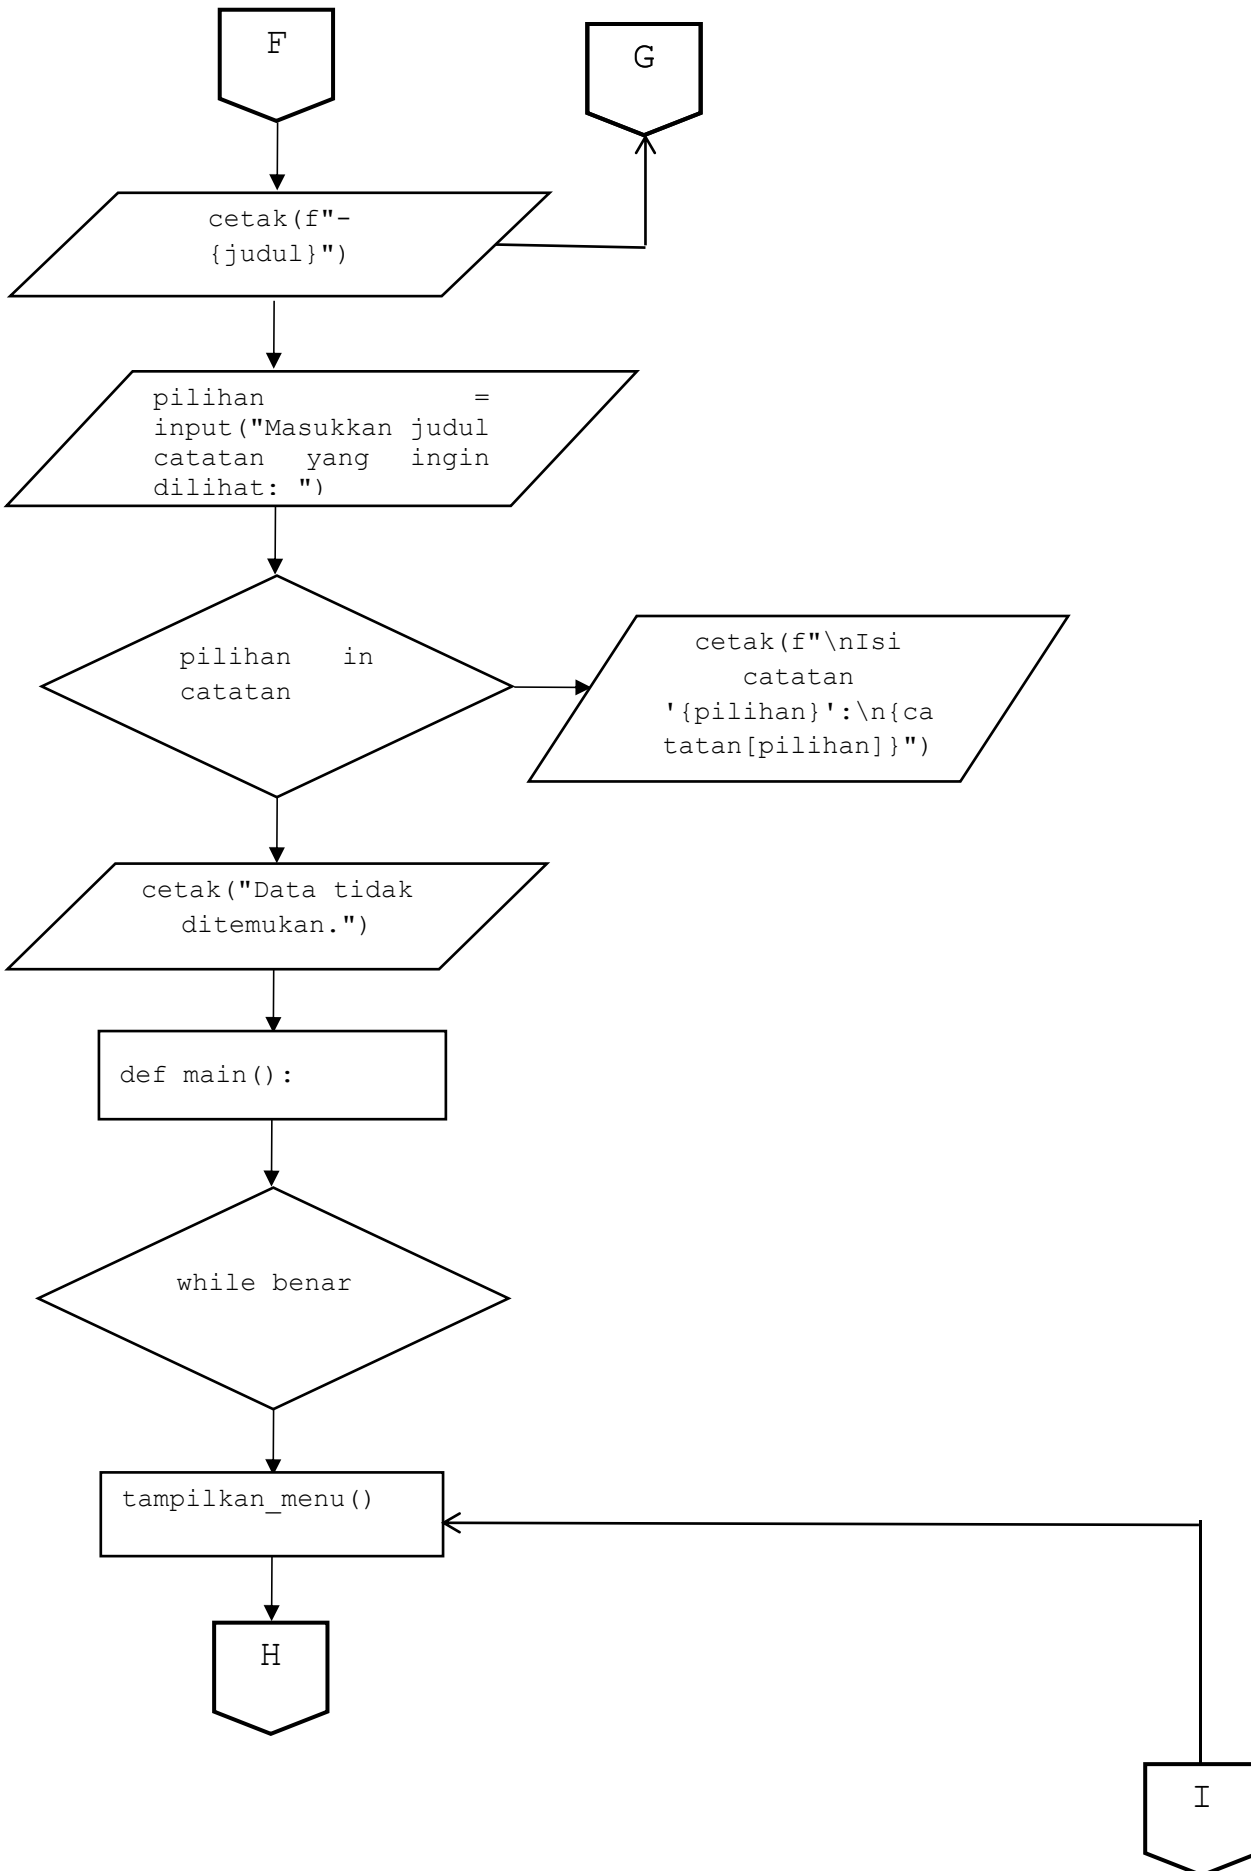 F
G
cetak(f"-
{judul}")
pilihan =
input("Masukkan judul
catatan yang ingin
dilihat: ")
pilihan in
catatan
cetak(f"\nIsi
catatan
'{pilihan}':\n{ca
tatan[pilihan]}")
cetak("Data tidak
ditemukan.")
def main():
while benar
tampilkan_menu()
H
I